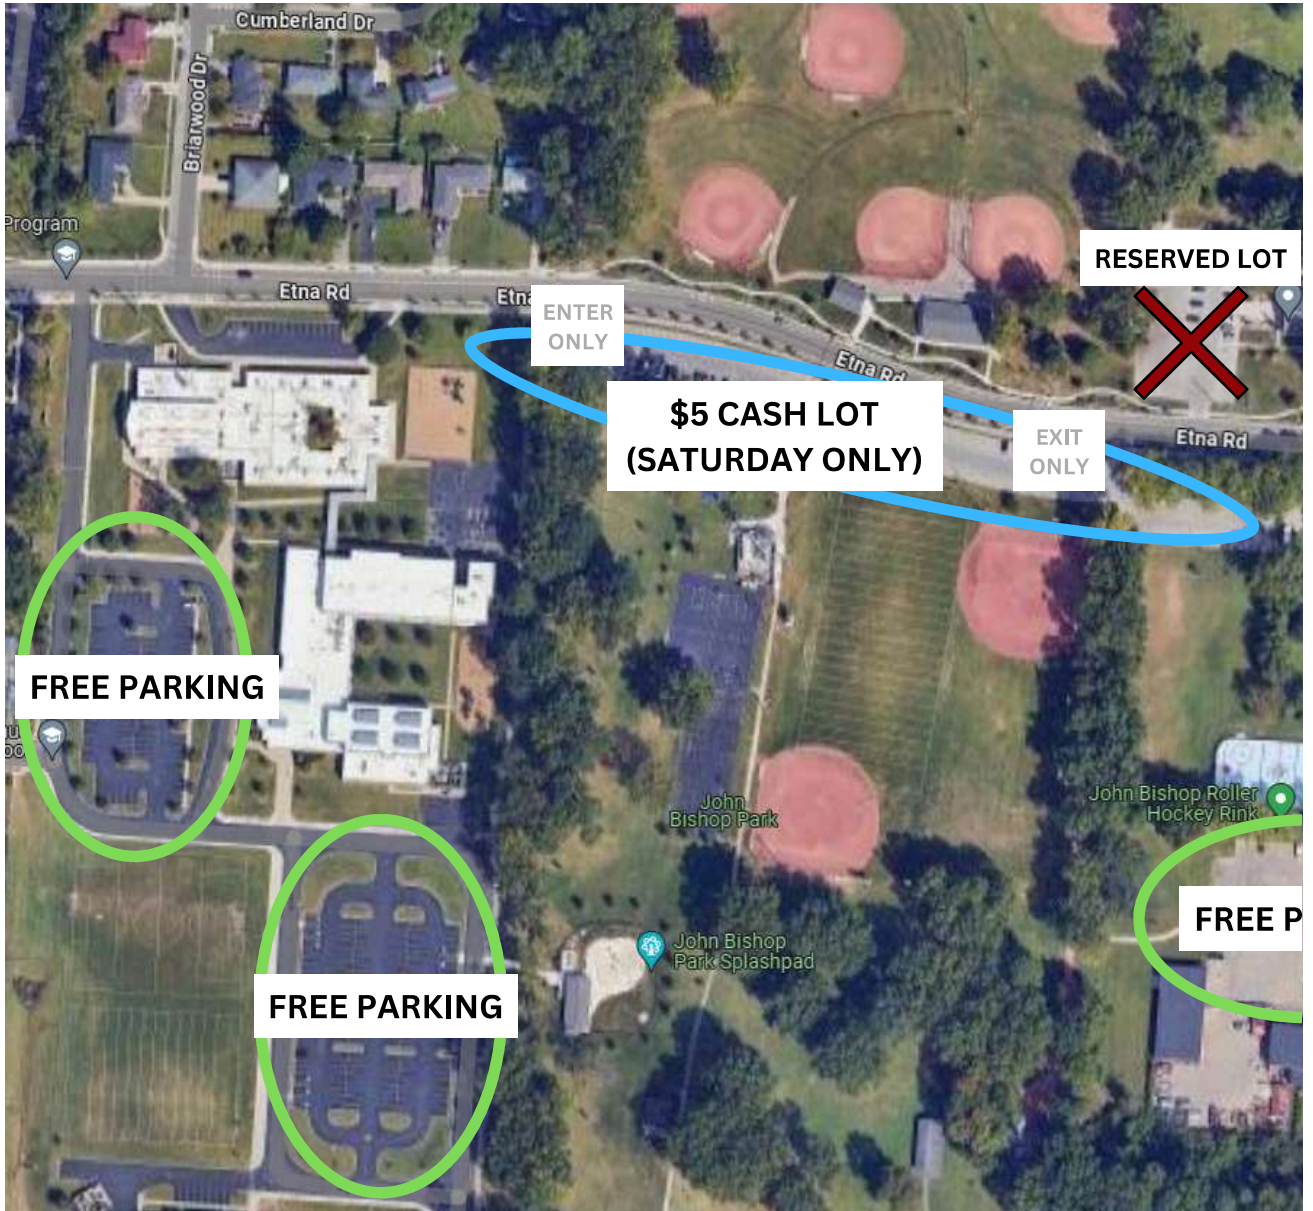 Cumberland Dr
Briarwood Dr
Program
Etna Rd
Etna
ENTER
ONLY
RESERVED LOT
Etna Rd
$5 CASH LOT
(SATURDAY ONLY)
EXIT
ONLY
Etna Rd
FREE PARKING
John
Bishop Park
John Bishop Roller
Hockey Rink
FREE P
John Bishop
Park Splashpad
FREE PARKING